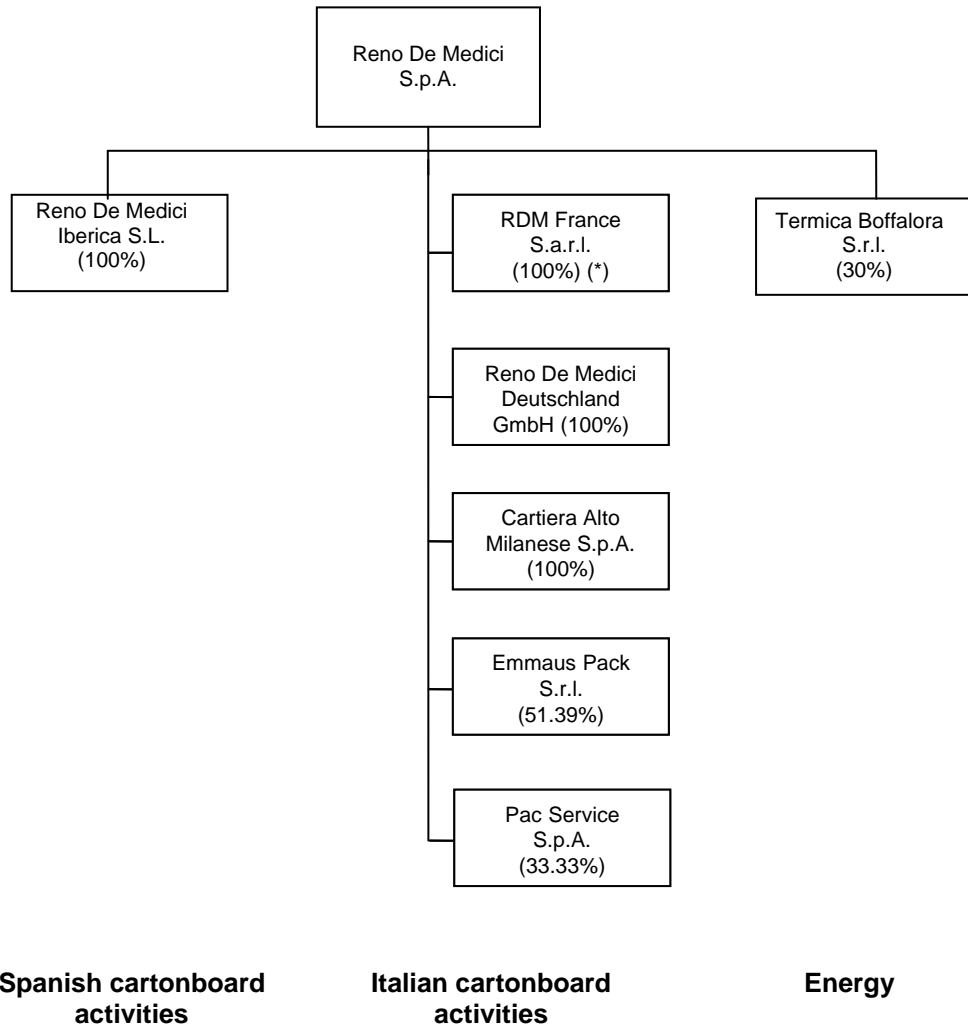 Reno De Medici
S.p.A.
Reno De Medici
Iberica S.L.
(100%)
RDM France
S.a.r.l.
(100%) (*)
Termica Boffalora
S.r.l.
(30%)
Reno De Medici
Deutschland
GmbH (100%)
Cartiera Alto
Milanese S.p.A.
(100%)
Emmaus Pack
S.r.l.
(51.39%)
Pac Service
S.p.A.
(33.33%)
Spanish cartonboard
activities
Italian cartonboard
activities
Energy